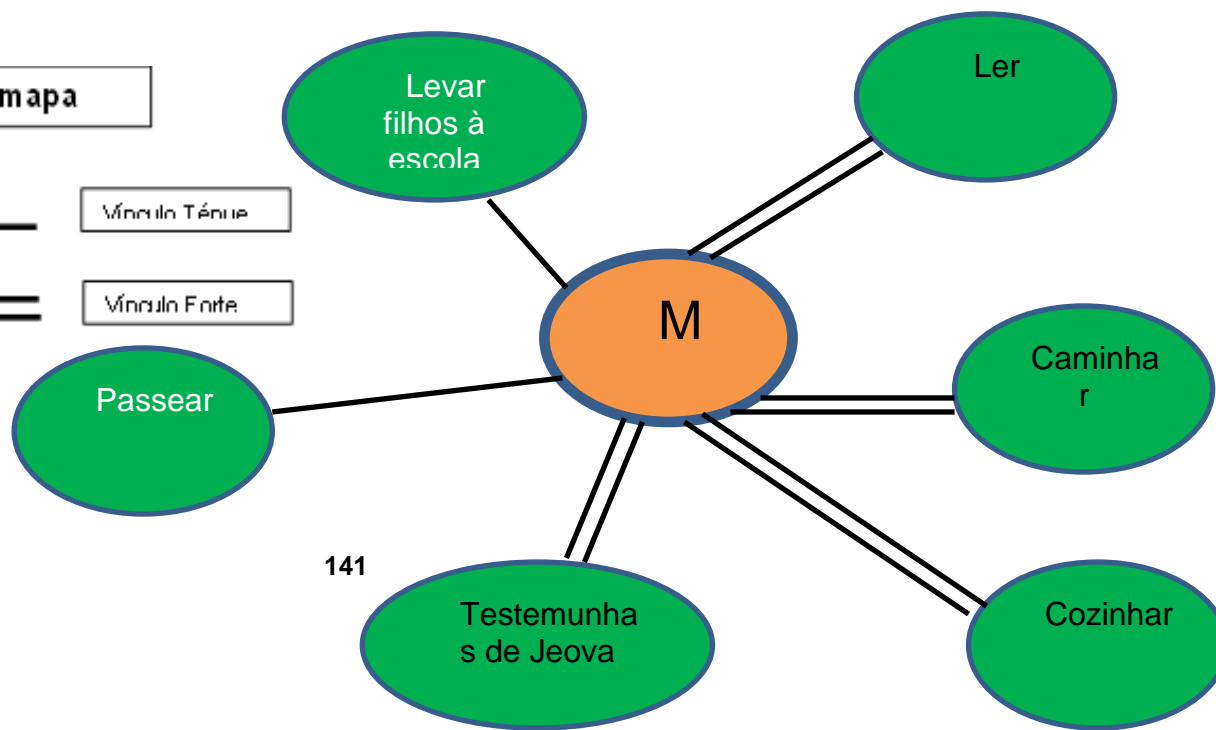 Ler
Levar
filhos à
escola
mapa
Vínculo Ténue
Vínculo Forte
M
Caminha
r
Passear
141
Testemunha
s de Jeova
Cozinhar